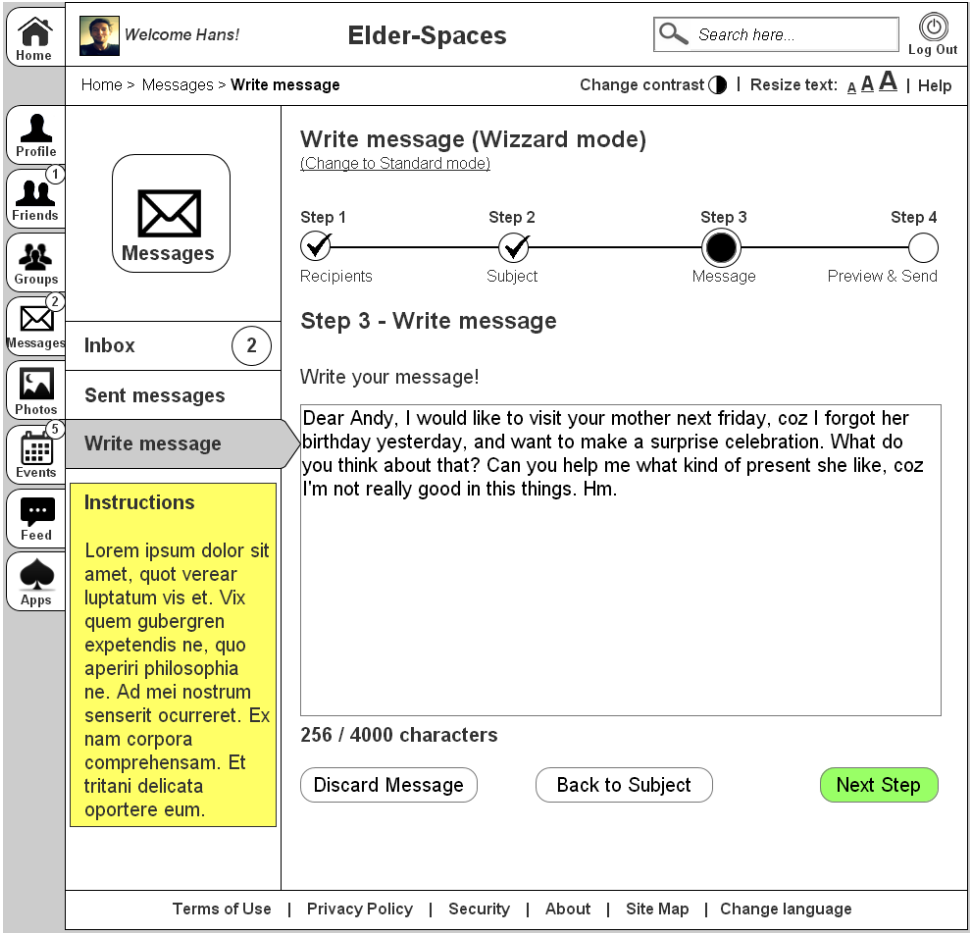 Home
Welcome Hans!
Elder-Spaces
Search here...
Log Out
Home > Messages > Write message
Change contrast | Resize text: A A A | Help
Profile
1
Friends
Groups
2
Messages
Photos
5
Events
Feed
Apps
Messages
Inbox 2
Sent messages
Write message
Instructions
Lorem ipsum dolor sit
amet, quot verear
luptatum vis et. Vix
quem gubergren
expetendis ne, quo
aperiri philosophia
ne. Ad mei nostrum
senserit ocurreret. Ex
nam corpora
comprehensam. Et
tritani delicata
oportere eum.
Write message (Wizzard mode)
(Change to Standard mode)
Step 1 Step 2 Step 3 Step 4
Recipients Subject Message Preview & Send
Step 3 - Write message
Write your message!
Dear Andy, I would like to visit your mother next friday, coz I forgot her
birthday yesterday, and want to make a surprise celebration. What do
you think about that? Can you help me what kind of present she like, coz
I'm not really good in this things. Hm.
256 / 4000 characters
Discard Message Back to Subject Next Step
Terms of Use | Privacy Policy | Security | About | Site Map | Change language